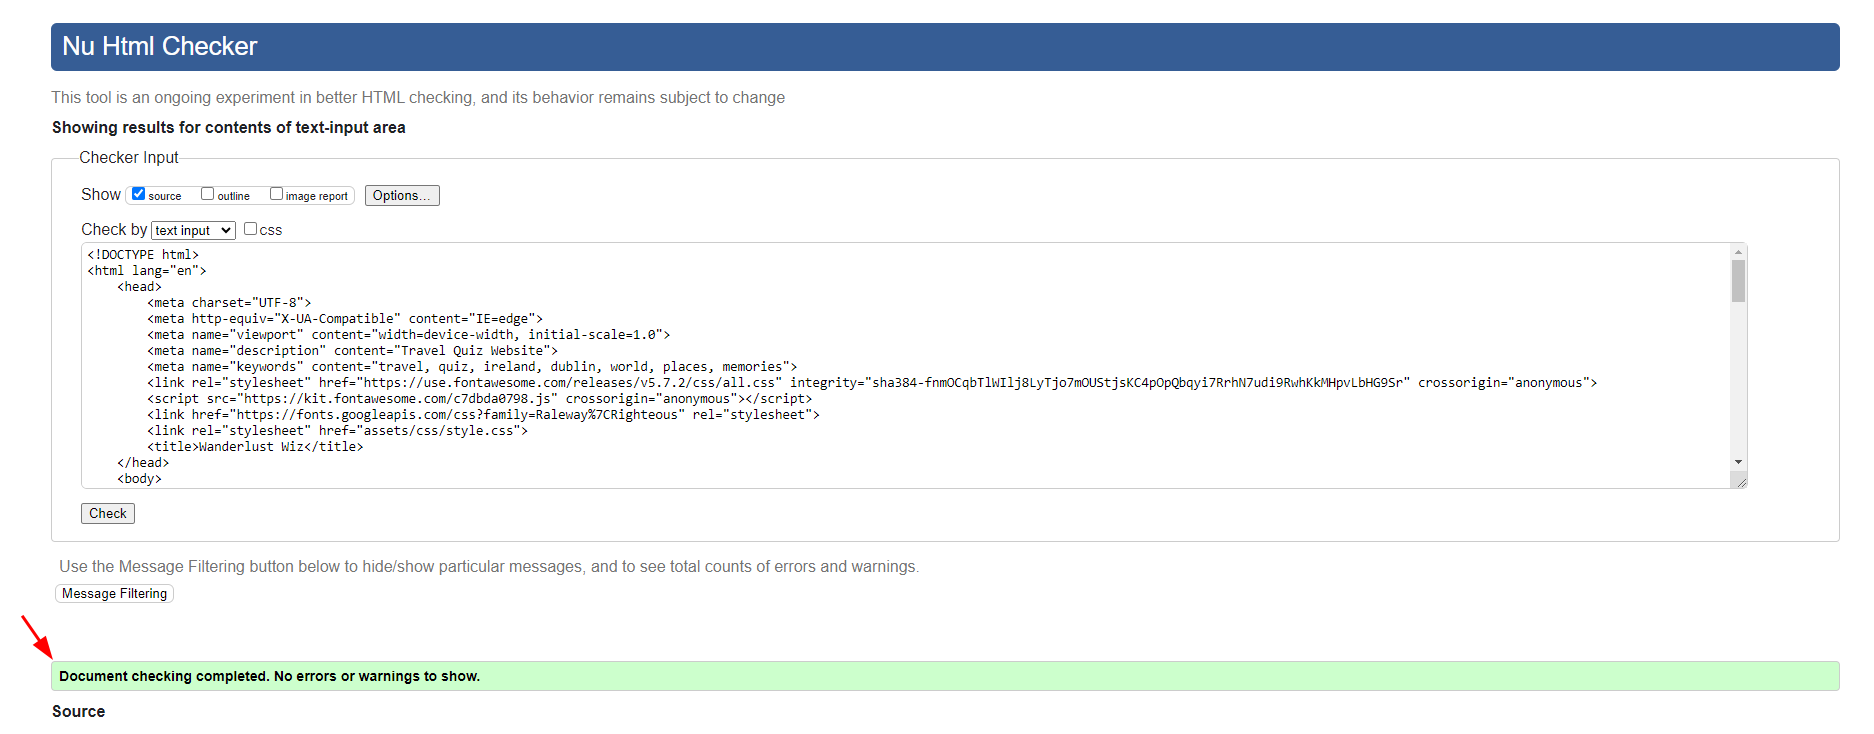 Nu Html Checker
This tool is an ongoing experiment in better HTML checking, and its behavior remains subject to change
Showing results for contents of text-input area
Checker Input
Show source outline image report Options...
Check by text input css
<!DOCTYPE html>
<html lang="en">
<head>
<meta charset="UTF-8">
<meta http-equiv="X-UA-Compatible" content="IE=edge">
<meta name="viewport" content="width=device-width, initial-scale=1.0">
<meta name="description" content="Travel Quiz Website">
<meta name="keywords" content="travel, quiz, ireland, dublin, world, places, memories">
<link rel="stylesheet" href="https://use.fontawesome.com/releases/v5.7.2/css/all.css" integrity="sha384-fnmOCqbTlWIlj8LyTjo7mOUStjsKC4pOpQbqyi7RrhN7udi9RwhKkMHpvLbHG9Sr" crossorigin="anonymous">
<script src="https://kit.fontawesome.com/c7dbda0798.js" crossorigin="anonymous"></script>
<link href="https://fonts.googleapis.com/css?family=Raleway%7CRighteous" rel="stylesheet">
<link rel="stylesheet" href="assets/css/style.css">
<title>Wanderlust Wiz</title>
</head>
<body>
Check
Use the Message Filtering button below to hide/show particular messages, and to see total counts of errors and warnings.
Message Filtering
Document checking completed. No errors or warnings to show.
Source